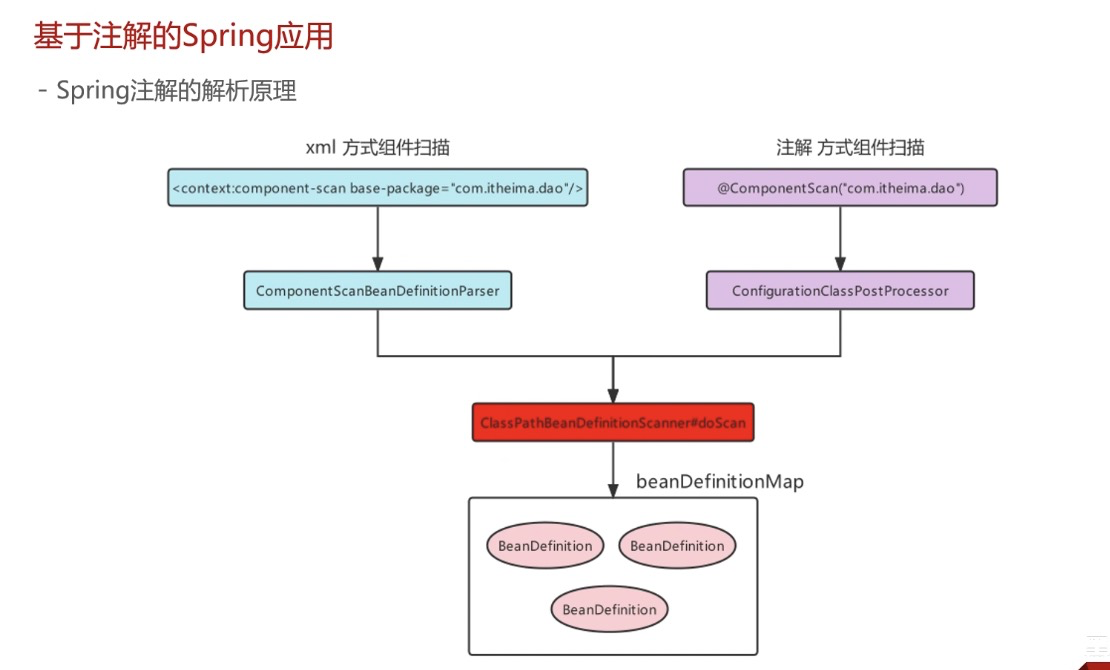 基于注解的Spring应用
- Spring注解的解析原理
xml 方式组件扫描
注解 方式组件扫描
<context:component-scan base-package="com.itheima.dao"/>
@ComponentScan("com.itheima.dao")
ComponentScanBeanDefinitionParser
ConfigurationClassPostProcessor
ClassPathBeanDefinitionScanner#doScan
beanDefinitionMap
BeanDefinition
BeanDefinition
BeanDefinition